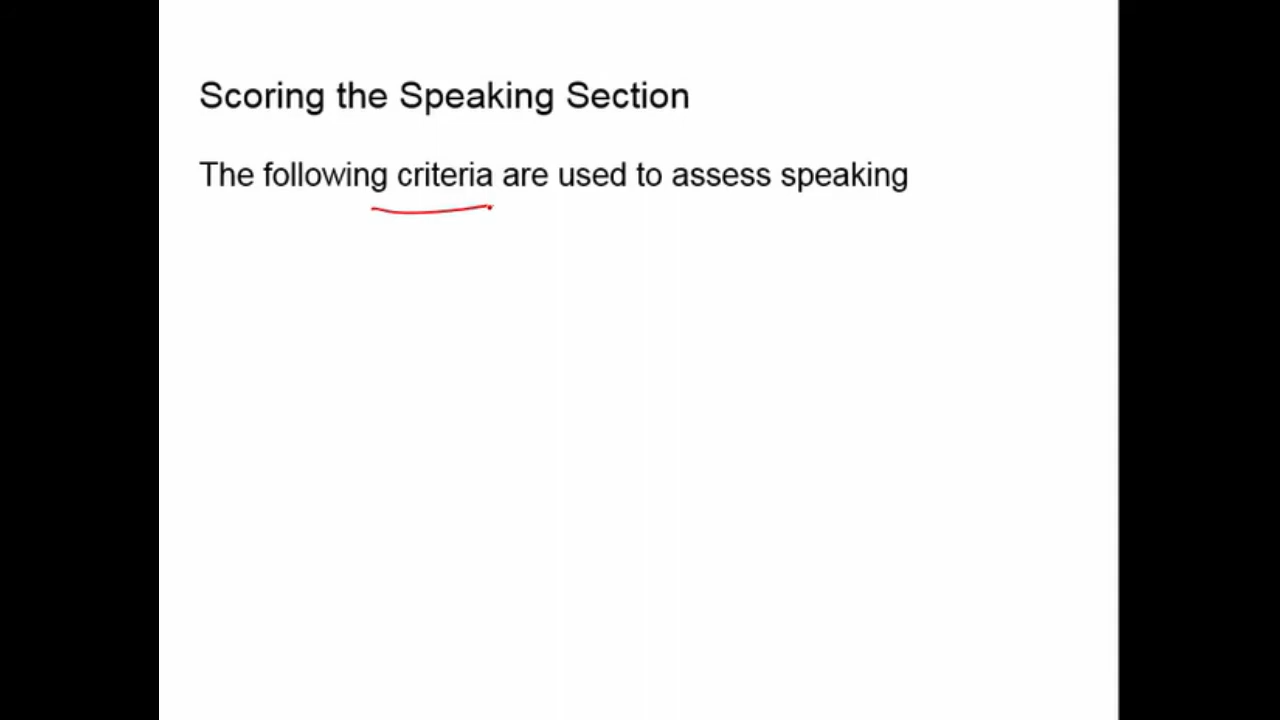 Scoring the Speaking Section
The following criteria are used to assess speaking